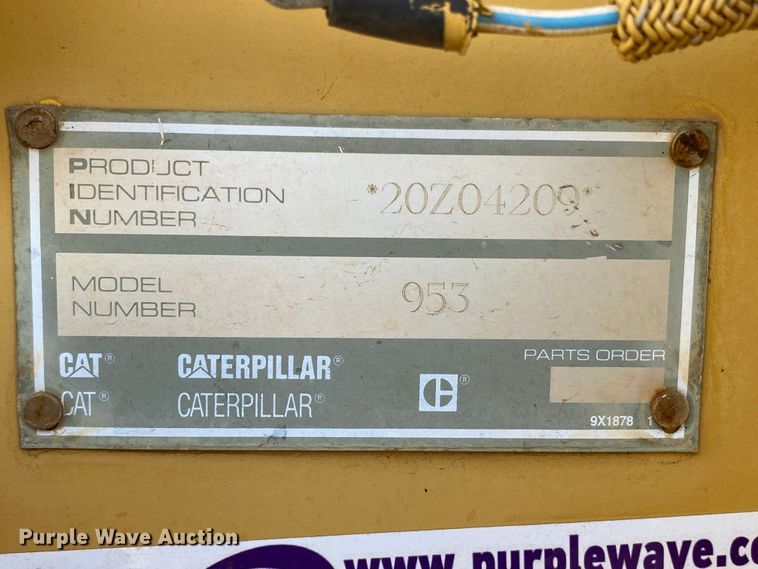 PRODUCT
IDENTIFICATION
NUMBER
*20Z04209*
MODEL
NUMBER
953
CAT®
CATERPILLAR®
CAT®
CATERPILLAR®
C®
PARTS ORDER
9X1878 1
Purple Wave Auction
www.purplewave.co